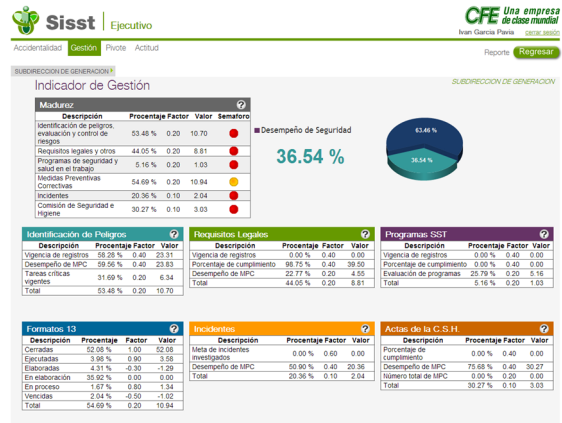 Sisst Ejecutivo
CFE Una empresa de clase mundial
Ivan Garcia Pavia cerrar sesión
Accidentalidad Gestión Pivote Actitud
Reporte Regresar
SUBDIRECCION DE GENERACION
SUBDIRECCION DE GENERACION
Indicador de Gestión
Madurez ?
Descripción Procentaje Factor Valor Semaforo
Identificación de peligros, evaluación y control de riesgos 53.48 % 0.20 10.70
Requisitos legales y otros 44.05 % 0.20 8.81
Programas de seguridad y salud en el trabajo 5.16 % 0.20 1.03
Medidas Preventivas Correctivas 54.69 % 0.20 10.94
Incidentes 20.36 % 0.10 2.04
Comisión de Seguridad e Higiene 30.27 % 0.10 3.03
Desempeño de Seguridad
36.54 %
63.46 %
36.54 %
Identificación de Peligros ?
Descripción Porcentaje Factor Valor
Vigencia de registros 58.28 % 0.40 23.31
Desempeño de MPC 59.56 % 0.40 23.83
Tareas críticas vigentes 31.69 % 0.20 6.34
Total 53.48 % 0.20 10.70
Requisitos Legales ?
Descripción Porcentaje Factor Valor
Vigencia de registros 0.00 % 0.40 0.00
Porcentaje de cumplimiento 98.75 % 0.40 39.50
Desempeño de MPC 22.77 % 0.20 4.55
Total 44.05 % 0.20 8.81
Programas SST ?
Descripción Porcentaje Factor Valor
Vigencia de registros 0.00 % 0.40 0.00
Porcentaje de cumplimiento 0.00 % 0.40 0.00
Evaluación de programas 25.79 % 0.20 5.16
Total 5.16 % 0.20 1.03
Formatos 13 ?
Descripción Porcentaje Factor Valor
Cerradas 52.08 % 1.00 52.08
Ejecutadas 3.98 % 0.90 3.58
Elaboradas 4.31 % -0.30 -1.29
En elaboración 35.92 % 0.00 0.00
En proceso 1.67 % 0.80 1.34
Vencidas 2.04 % -0.50 -1.02
Total 54.69 % 0.20 10.94
Incidentes ?
Descripción Porcentaje Factor Valor
Meta de incidentes investigados 0.00 % 0.60 0.00
Desempeño de MPC 50.90 % 0.40 20.36
Total 20.36 % 0.10 2.04
Actas de la C.S.H. ?
Descripción Porcentaje Factor Valor
Porcentaje de cumplimiento 0.00 % 0.40 0.00
Desempeño de MPC 75.68 % 0.40 30.27
Número total de MPC 0.00 % 0.20 0.00
Total 30.27 % 0.10 3.03